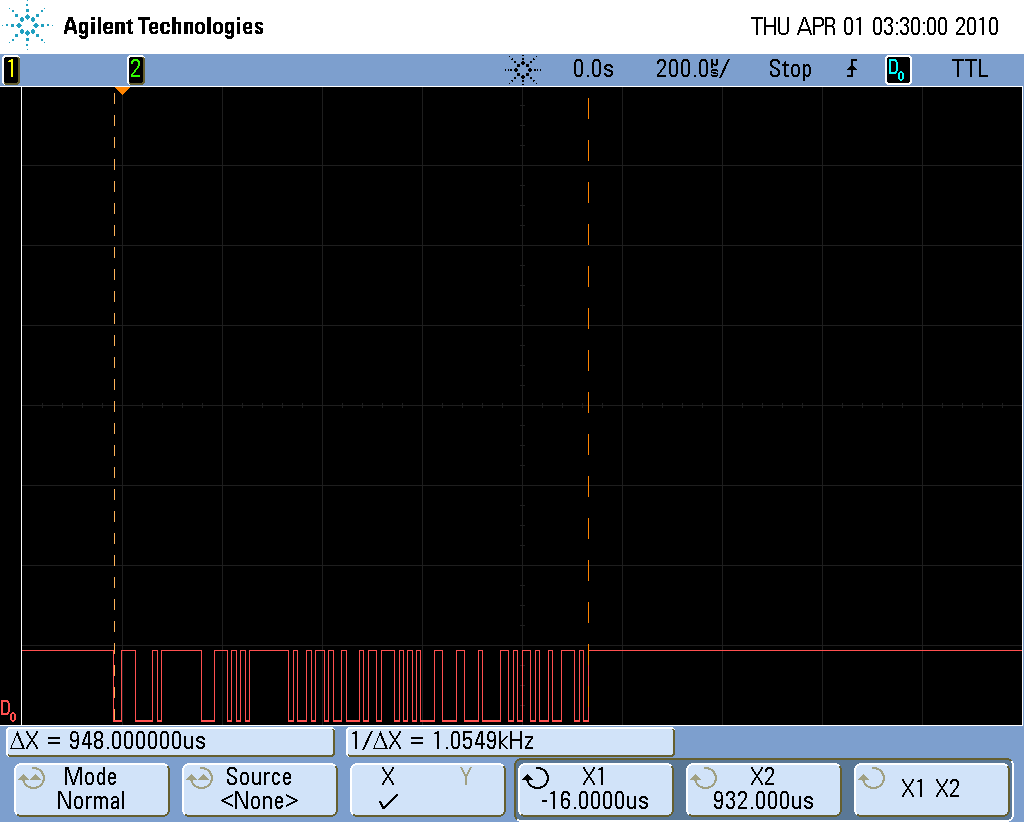 Agilent Technologies THU APR 01 03:30:00 2010
1 2 0.0s 200.0µs/ Stop D0 TTL
D0
ΔX = 948.000000us 1/ΔX = 1.0549kHz
Mode Source X Y X1 X2 X1 X2
Normal <None> ✓ -16.0000us 932.000us